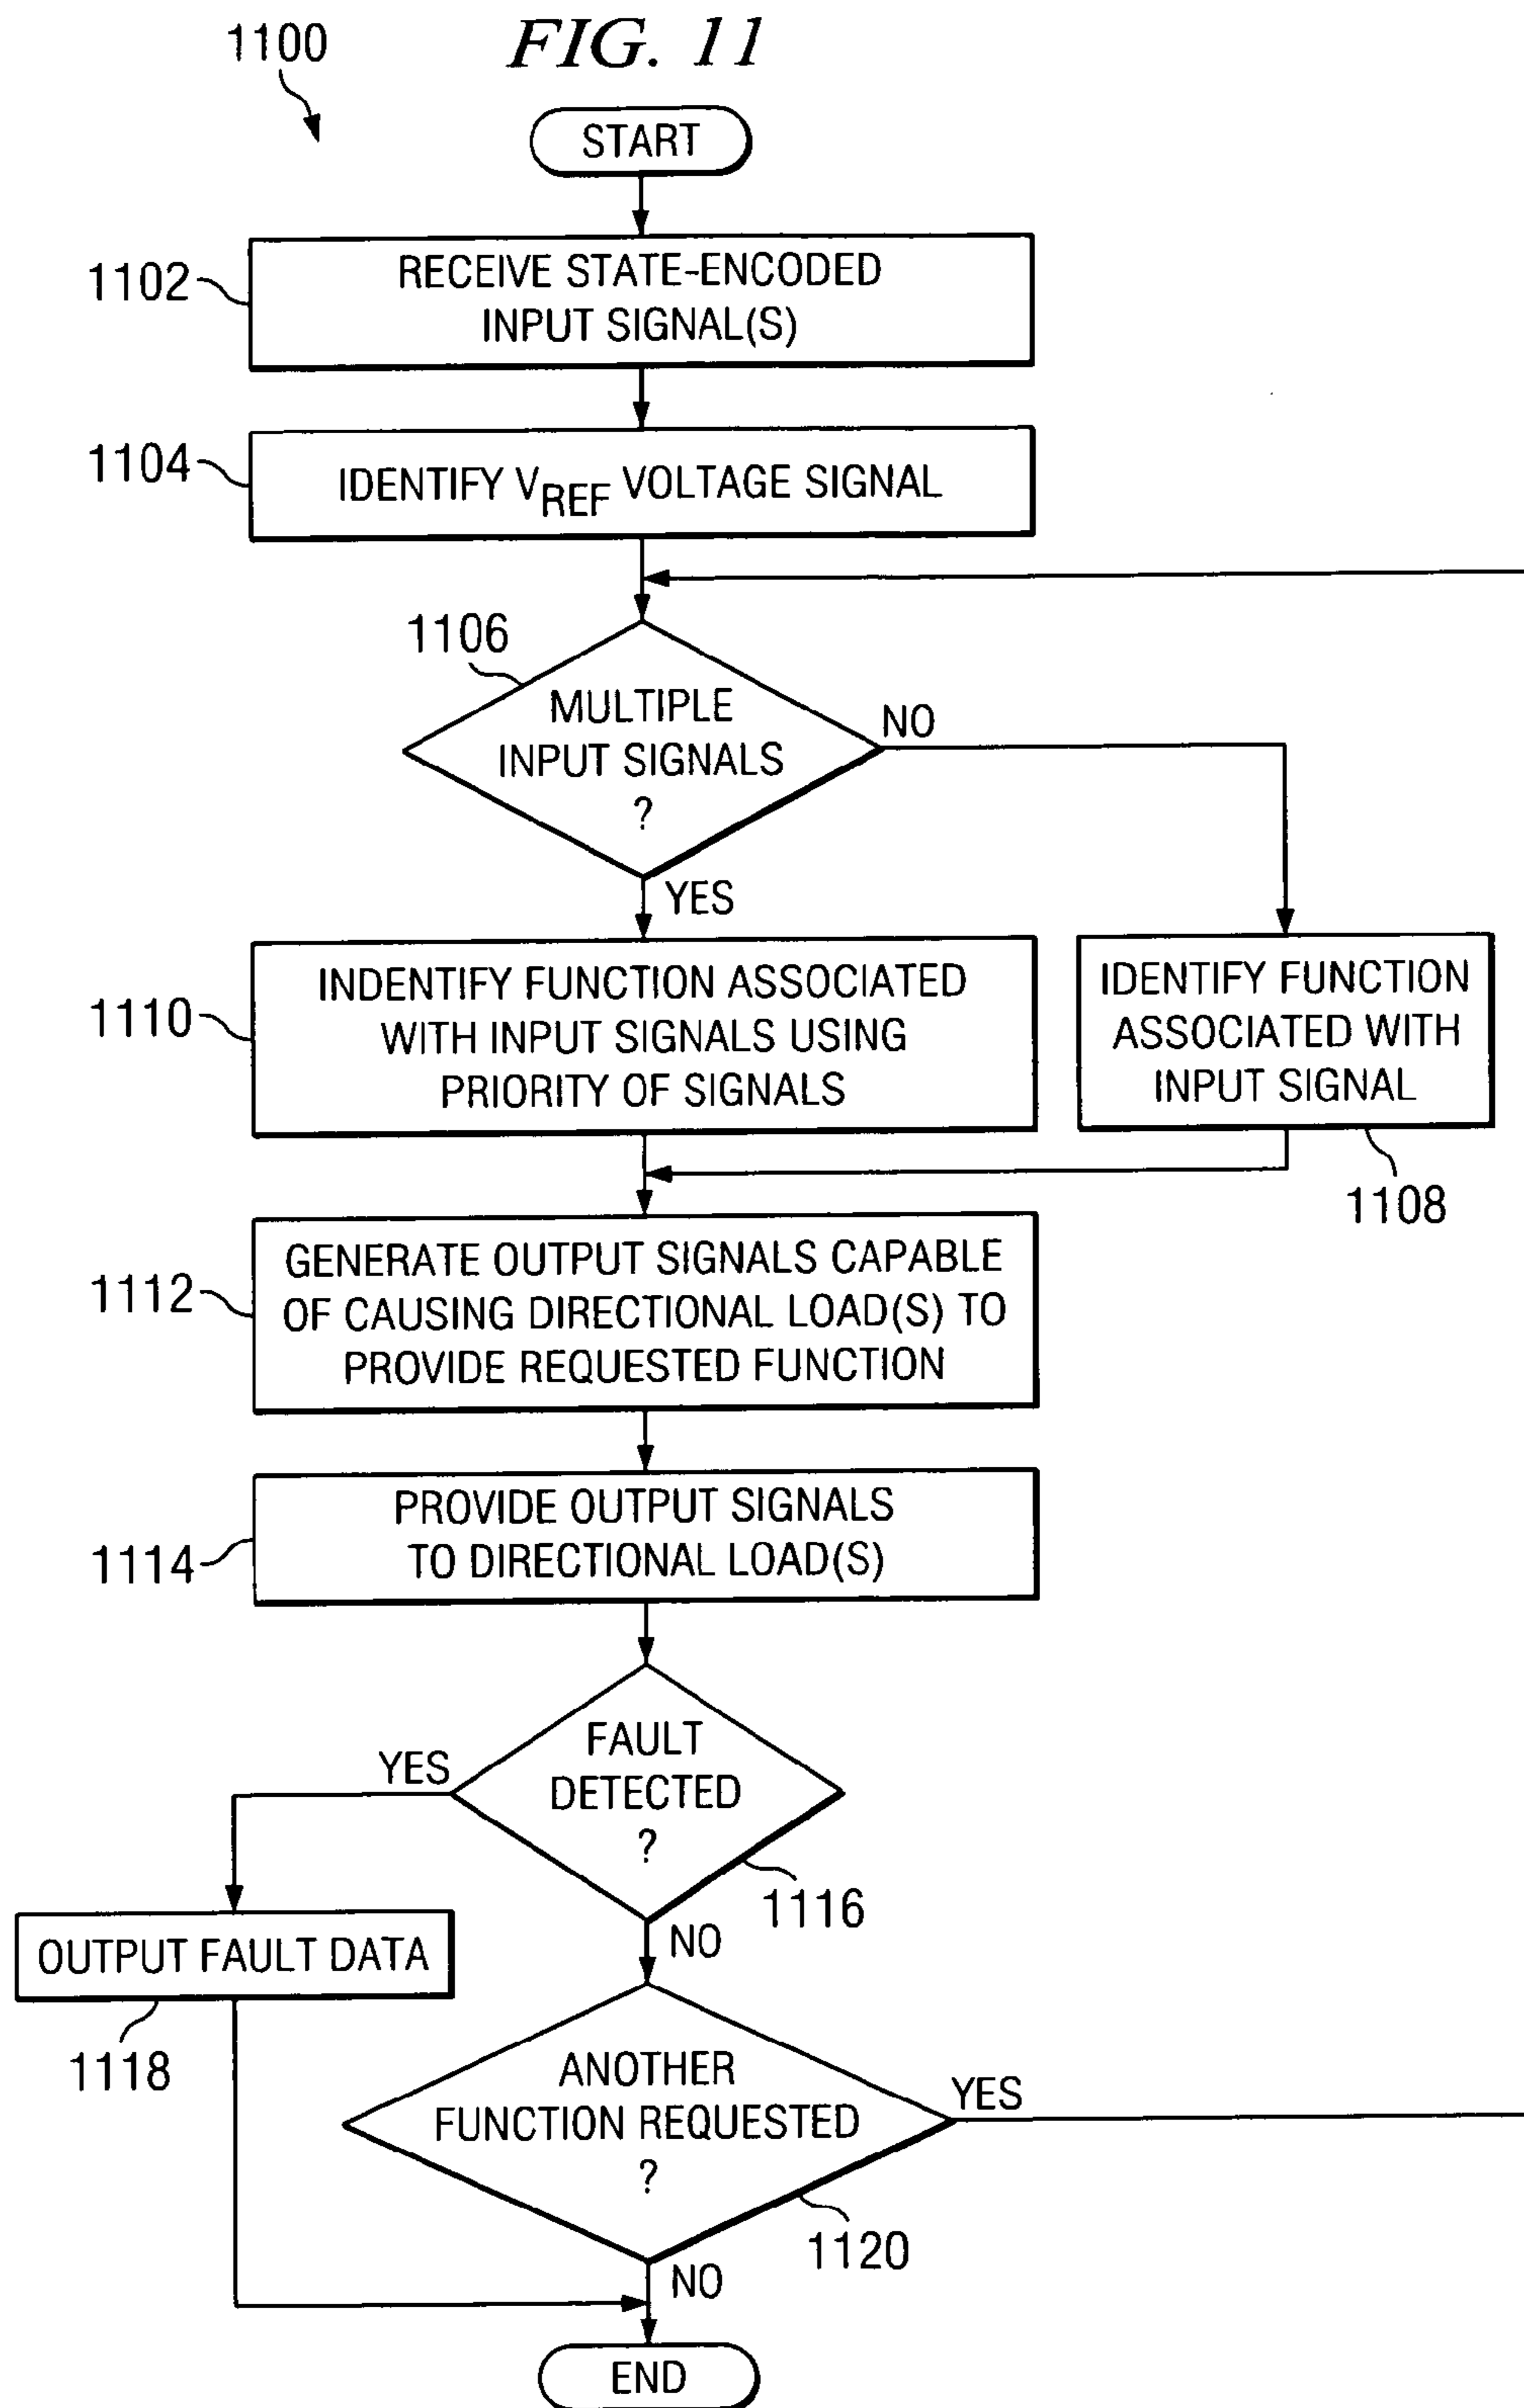 1100
FIG. 11
START
1102
RECEIVE STATE-ENCODED
INPUT SIGNAL(S)
1104
IDENTIFY VREF VOLTAGE SIGNAL
1106
MULTIPLE
INPUT SIGNALS
?
NO
YES
1110
INDENTIFY FUNCTION ASSOCIATED
WITH INPUT SIGNALS USING
PRIORITY OF SIGNALS
IDENTIFY FUNCTION
ASSOCIATED WITH
INPUT SIGNAL
1108
1112
GENERATE OUTPUT SIGNALS CAPABLE
OF CAUSING DIRECTIONAL LOAD(S) TO
PROVIDE REQUESTED FUNCTION
1114
PROVIDE OUTPUT SIGNALS
TO DIRECTIONAL LOAD(S)
FAULT
DETECTED
?
YES
1116
NO
OUTPUT FAULT DATA
1118
ANOTHER
FUNCTION REQUESTED
?
YES
1120
NO
END